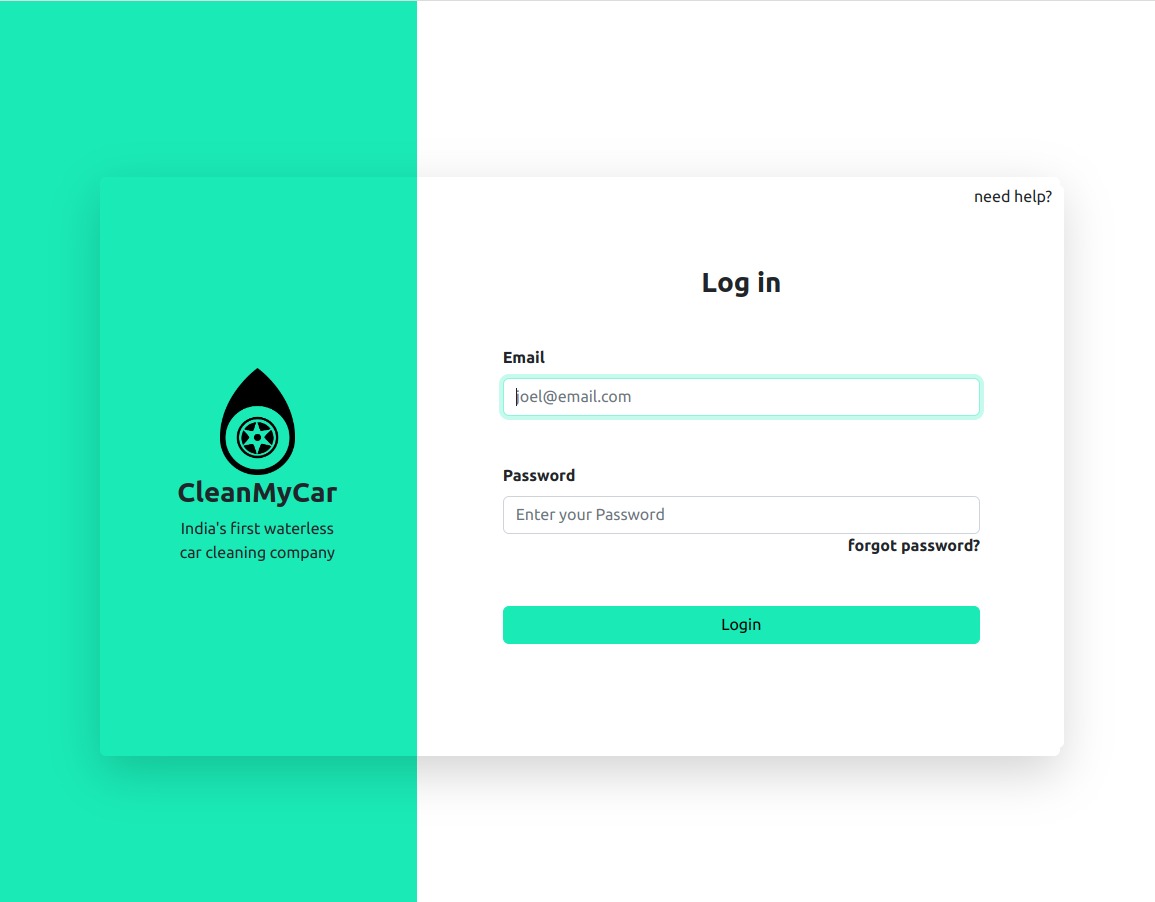 need help?
Log in
Email
joel@email.com
Password
Enter your Password
forgot password?
Login
CleanMyCar
India's first waterless
car cleaning company